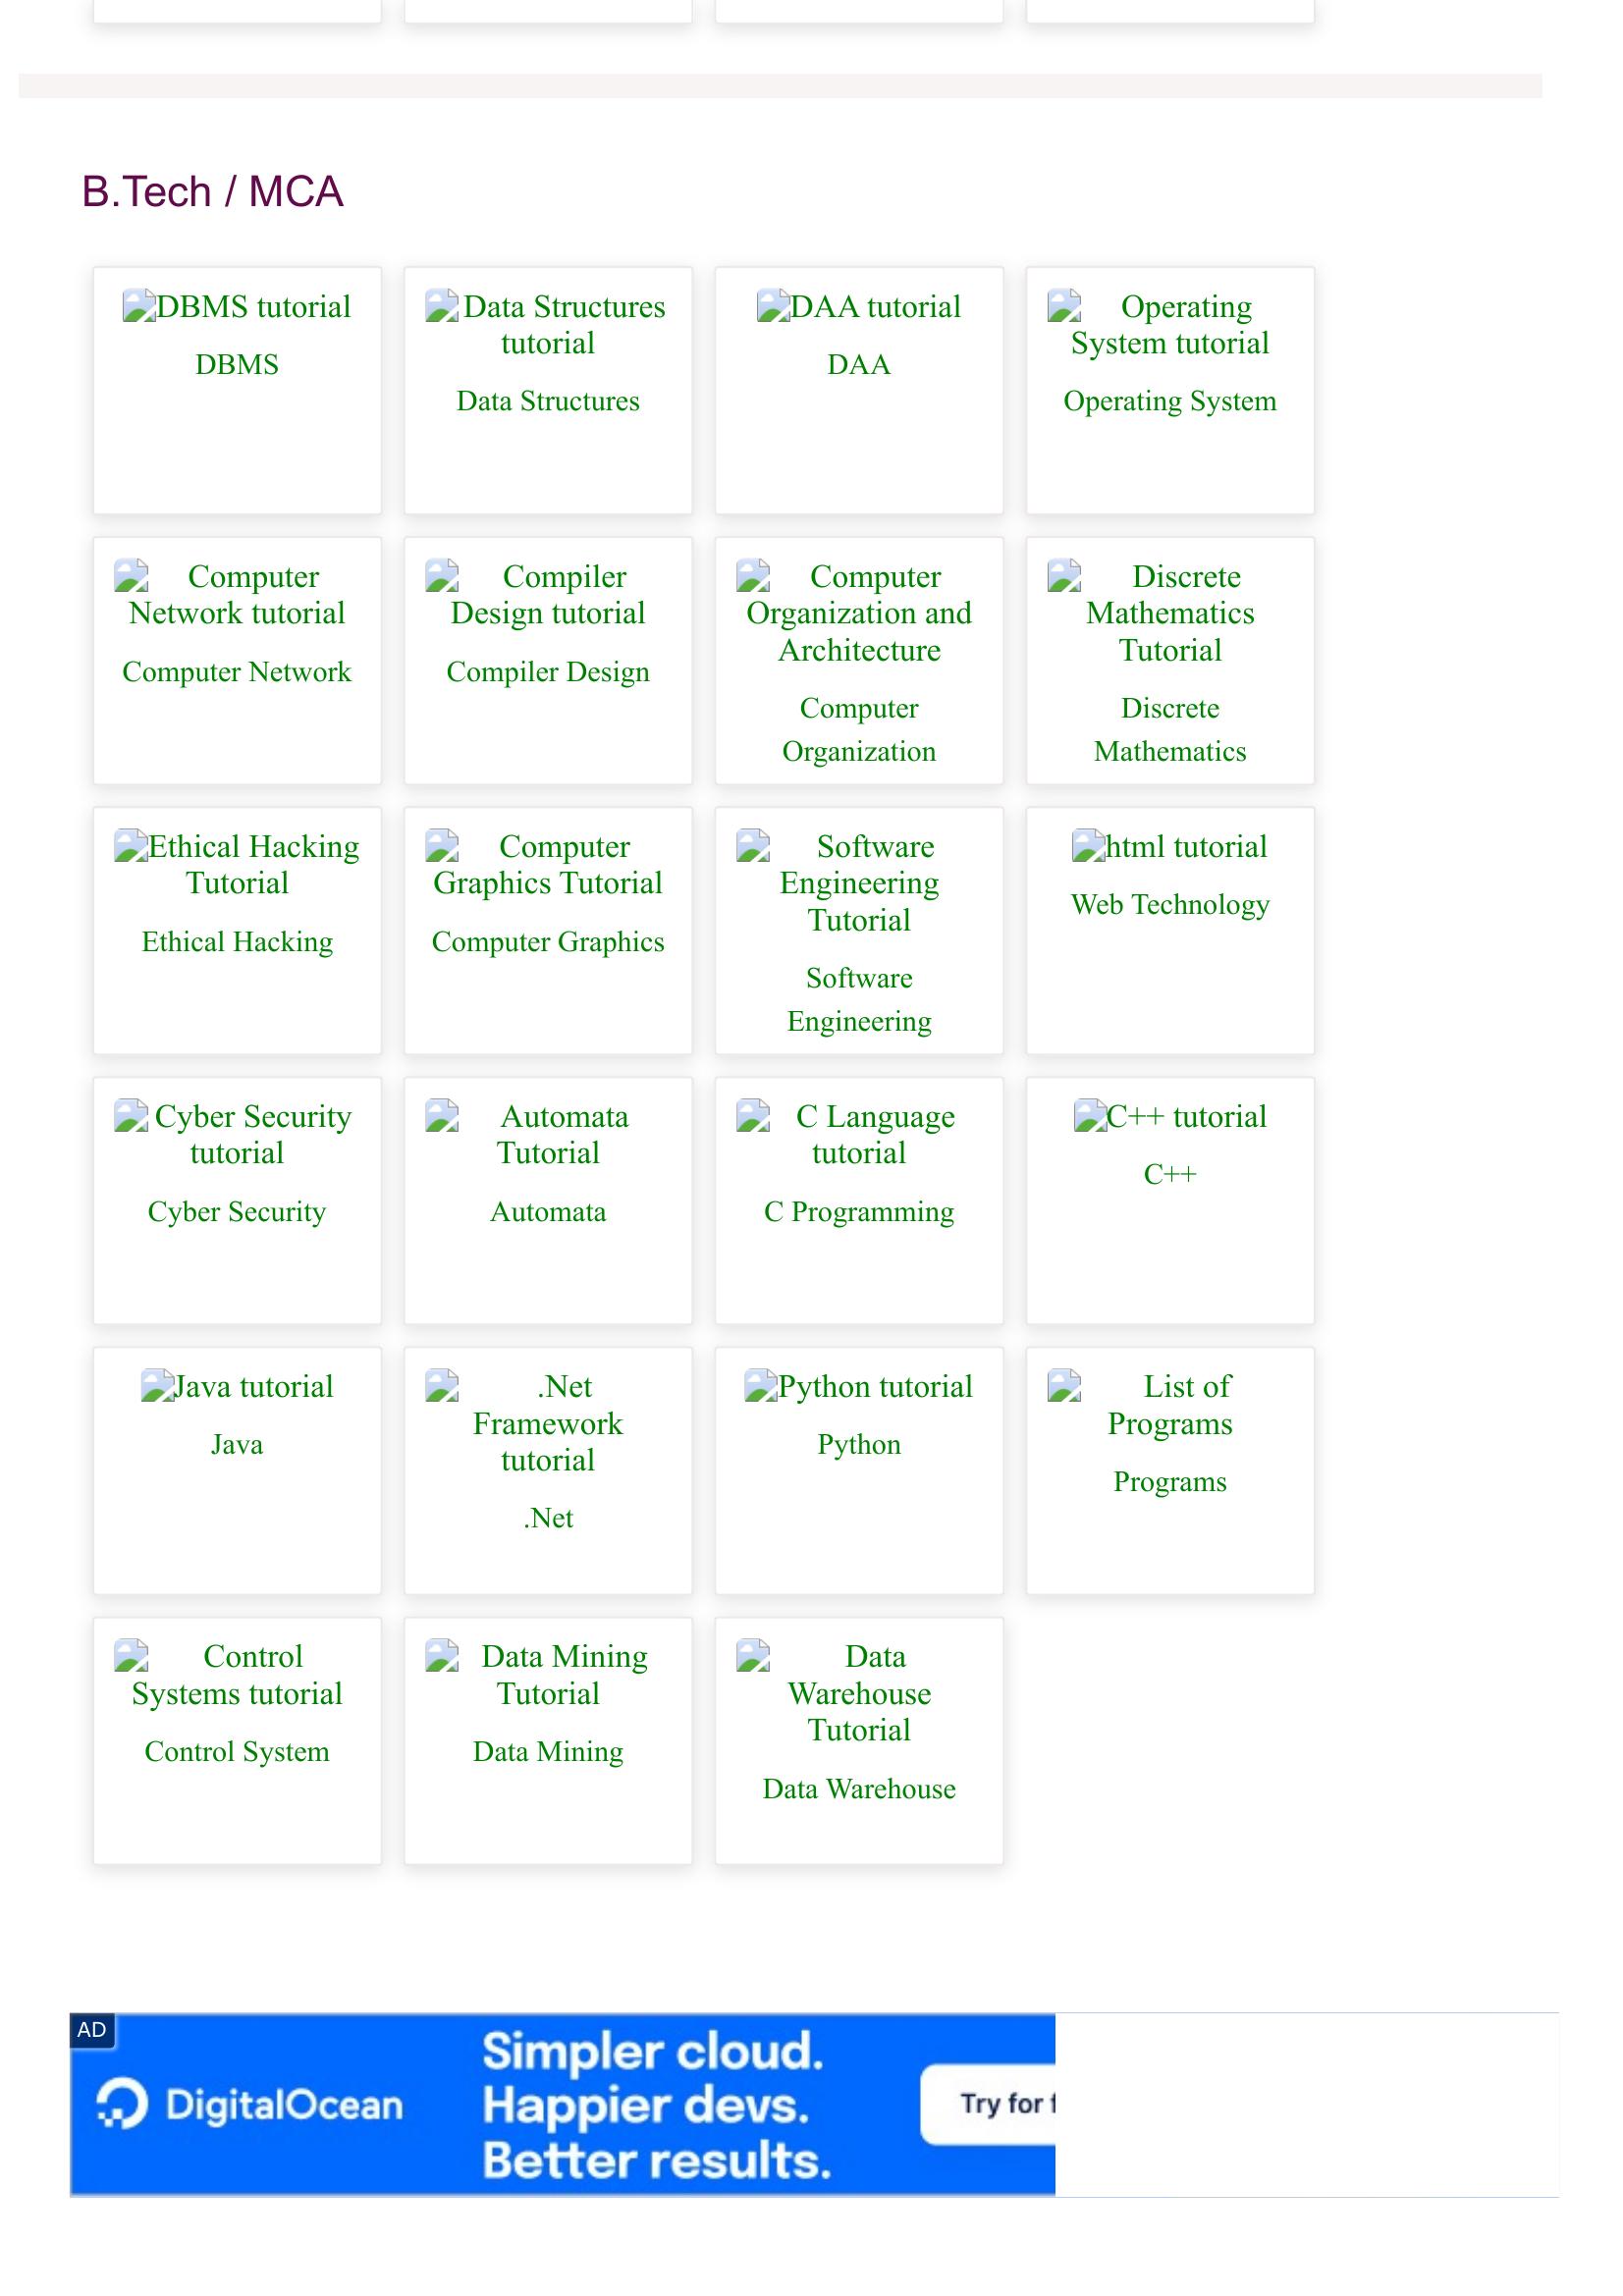 B.Tech / MCA
DBMS tutorial
DBMS
Data Structures
tutorial
Data Structures
DAA tutorial
DAA
Operating
System tutorial
Operating System
Computer
Network tutorial
Computer Network
Compiler
Design tutorial
Compiler Design
Computer
Organization and
Architecture
Computer
Organization
Discrete
Mathematics
Tutorial
Discrete
Mathematics
Ethical Hacking
Tutorial
Ethical Hacking
Computer
Graphics Tutorial
Computer Graphics
Software
Engineering
Tutorial
Software
Engineering
html tutorial
Web Technology
Cyber Security
tutorial
Cyber Security
Automata
Tutorial
Automata
C Language
tutorial
C Programming
C++ tutorial
C++
Java tutorial
Java
.Net
Framework
tutorial
.Net
Python tutorial
Python
List of
Programs
Programs
Control
Systems tutorial
Control System
Data Mining
Tutorial
Data Mining
Data
Warehouse
Tutorial
Data Warehouse
AD
DigitalOcean
Simpler cloud.
Happier devs.
Better results.
Try for